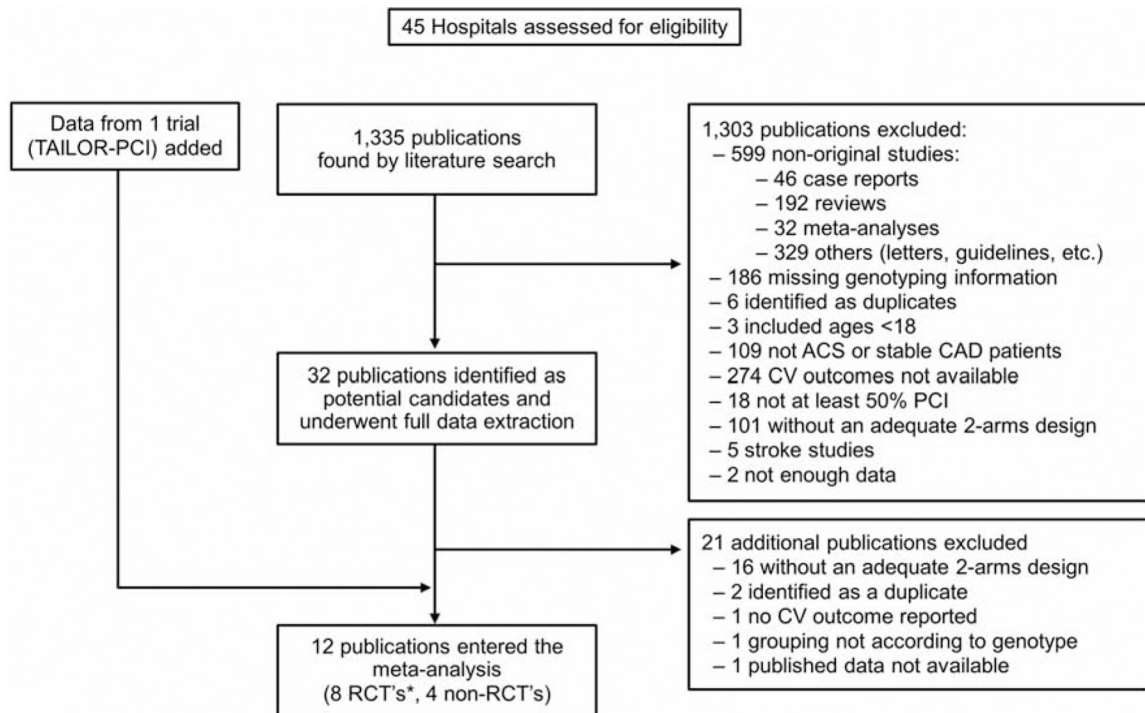 45 Hospitals assessed for eligibility
Data from 1 trial
(TAILOR-PCI) added
1,335 publications
found by literature search
1,303 publications excluded:
– 599 non-original studies:
– 46 case reports
– 192 reviews
– 32 meta-analyses
– 329 others (letters, guidelines, etc.)
– 186 missing genotyping information
– 6 identified as duplicates
– 3 included ages <18
– 109 not ACS or stable CAD patients
– 274 CV outcomes not available
– 18 not at least 50% PCI
– 101 without an adequate 2-arms design
– 5 stroke studies
– 2 not enough data
32 publications identified as
potential candidates and
underwent full data extraction
21 additional publications excluded
– 16 without an adequate 2-arms design
– 2 identified as a duplicate
– 1 no CV outcome reported
– 1 grouping not according to genotype
– 1 published data not available
12 publications entered the
meta-analysis
(8 RCT's*, 4 non-RCT's)